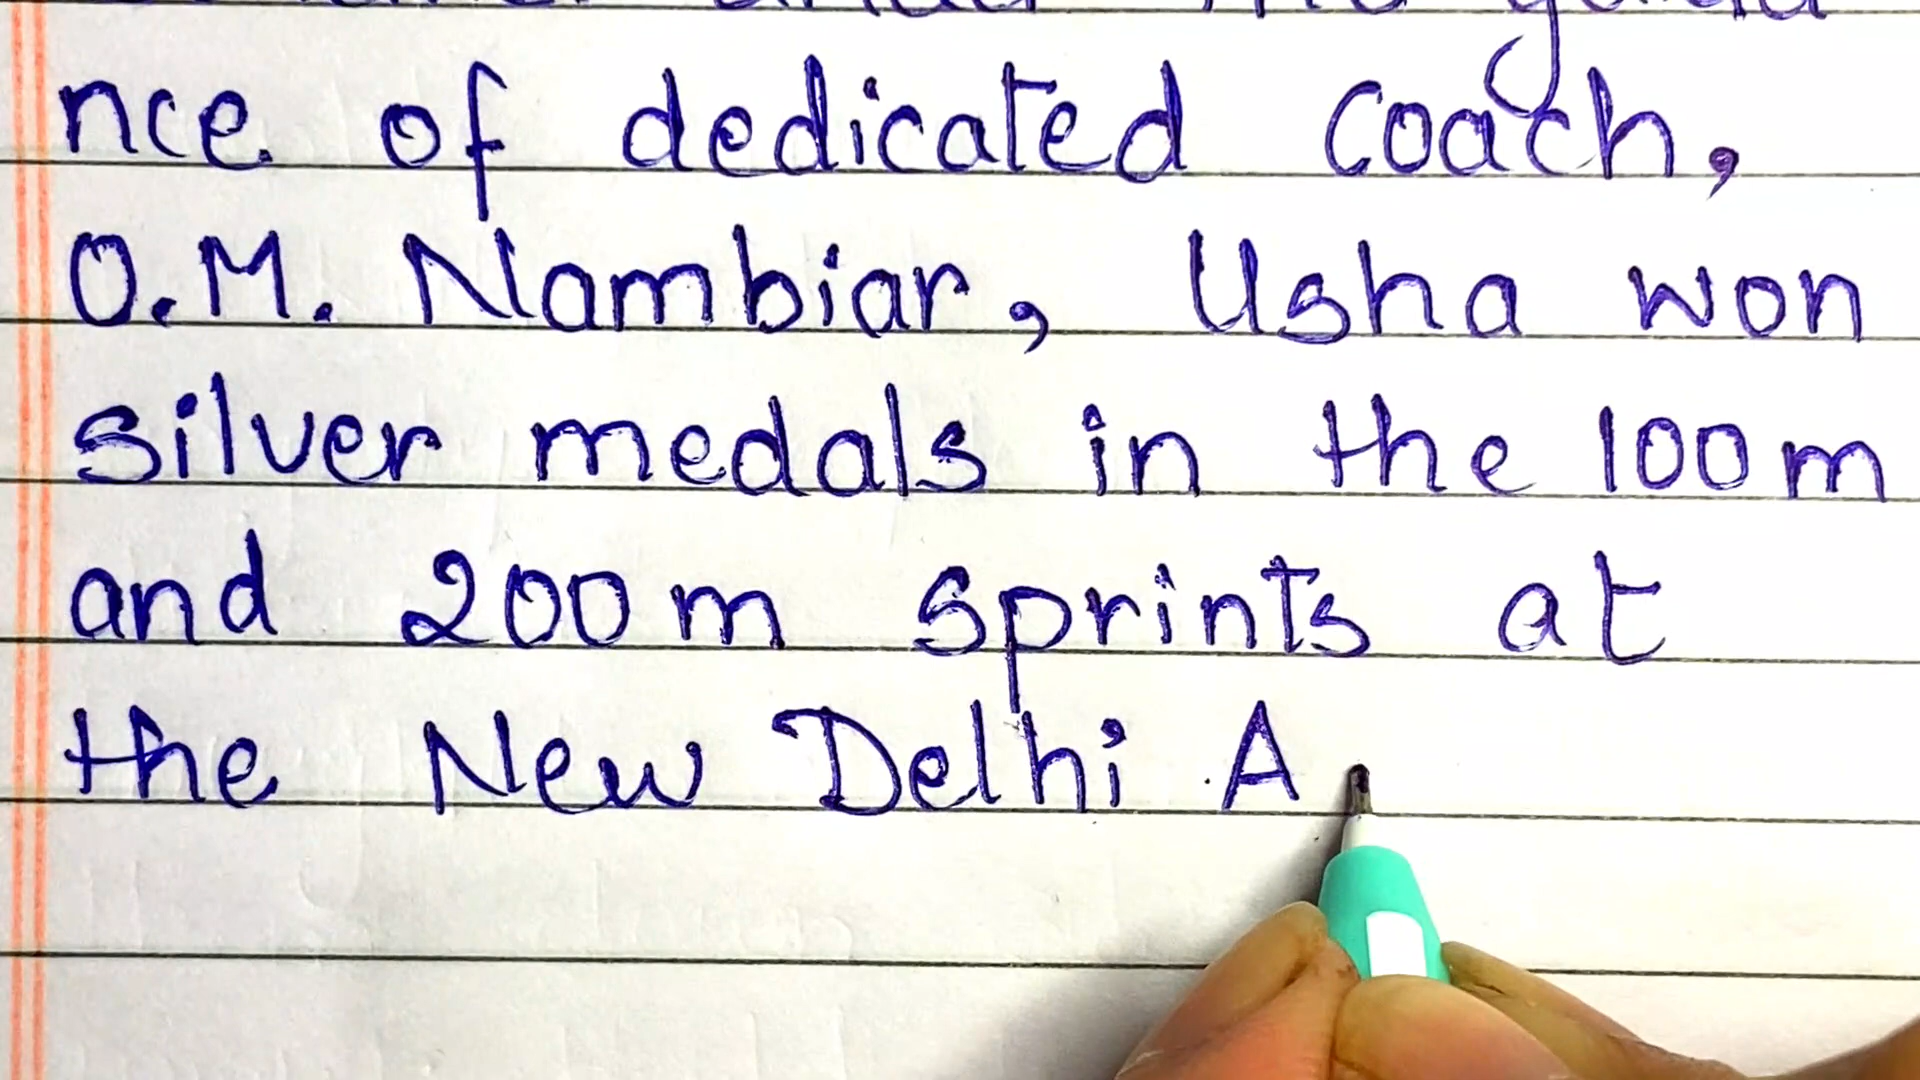 nce of dedicated coach,
O.M. Nambiar, Usha won
silver medals in the 100m
and 200m sprints at
the New Delhi A